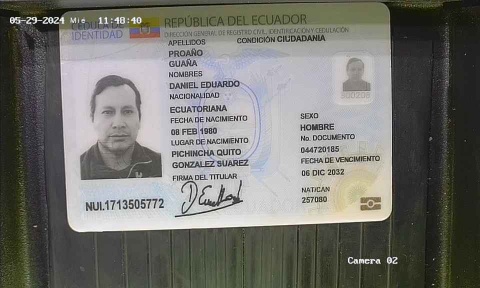 05-29-2024 Mie 11:48:40
CÉDULA DE IDENTIDAD
REPÚBLICA DEL ECUADOR
DIRECCIÓN GENERAL DE REGISTRO CIVIL, IDENTIFICACIÓN Y CEDULACIÓN
APELLIDOS
CONDICIÓN CIUDADANÍA
PROAÑO
GUAÑA
NOMBRES
DANIEL EDUARDO
NACIONALIDAD
ECUATORIANA
FECHA DE NACIMIENTO
08 FEB 1980
LUGAR DE NACIMIENTO
PICHINCHA QUITO
GONZALEZ SUAREZ
FIRMA DEL TITULAR
SEXO
HOMBRE
No. DOCUMENTO
044720185
FECHA DE VENCIMIENTO
06 DIC 2032
NAT/CAN
257080
NUI.1713505772
Camera 02